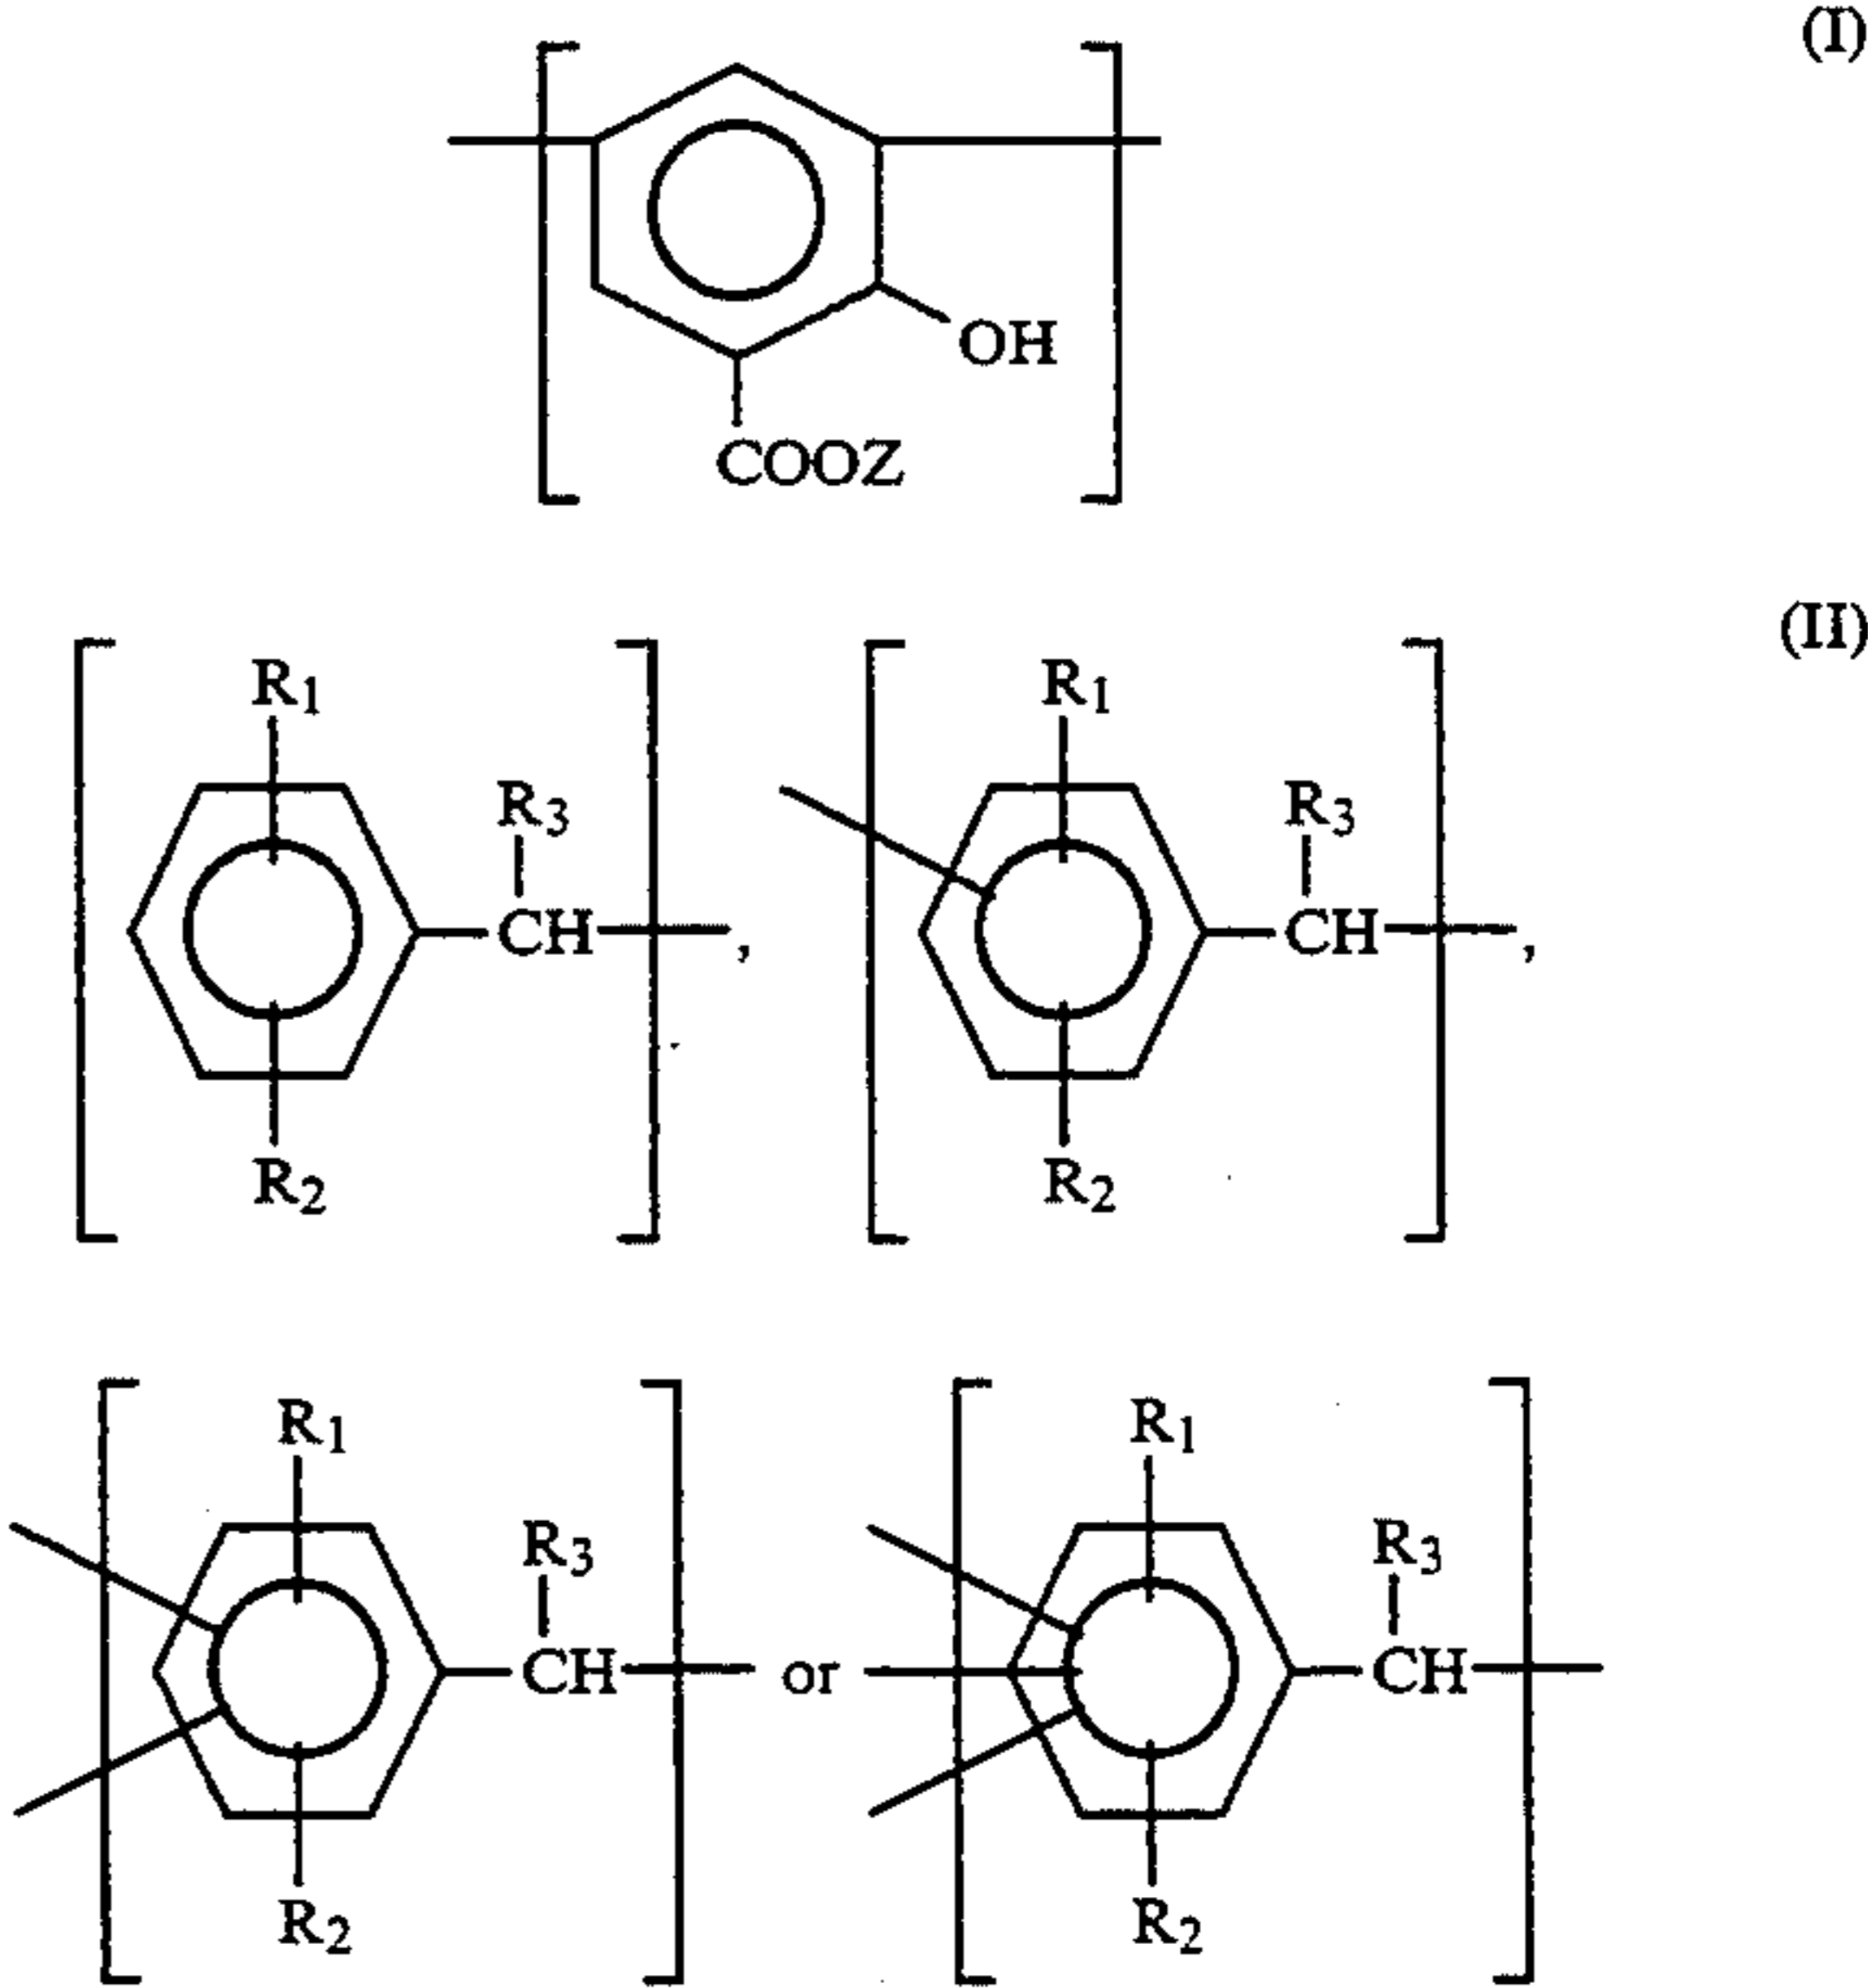 (I)
OH
COOZ
(II)
R1 R1
R3 R3
CH , CH ,
R2 R2
R1 R1
R3 R3
CH or CH
R2 R2